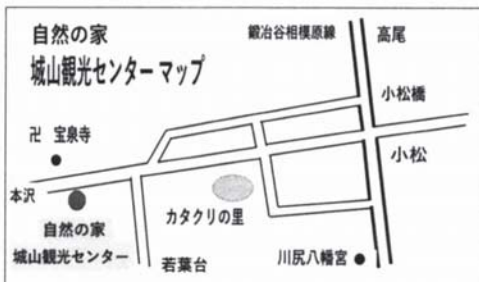 自然の家
城山観光センター マップ
鍛冶谷相模原線
高尾
小松橋
小松
卍 宝泉寺
本沢
自然の家
城山観光センター
カタクリの里
若葉台
川尻八幡宮